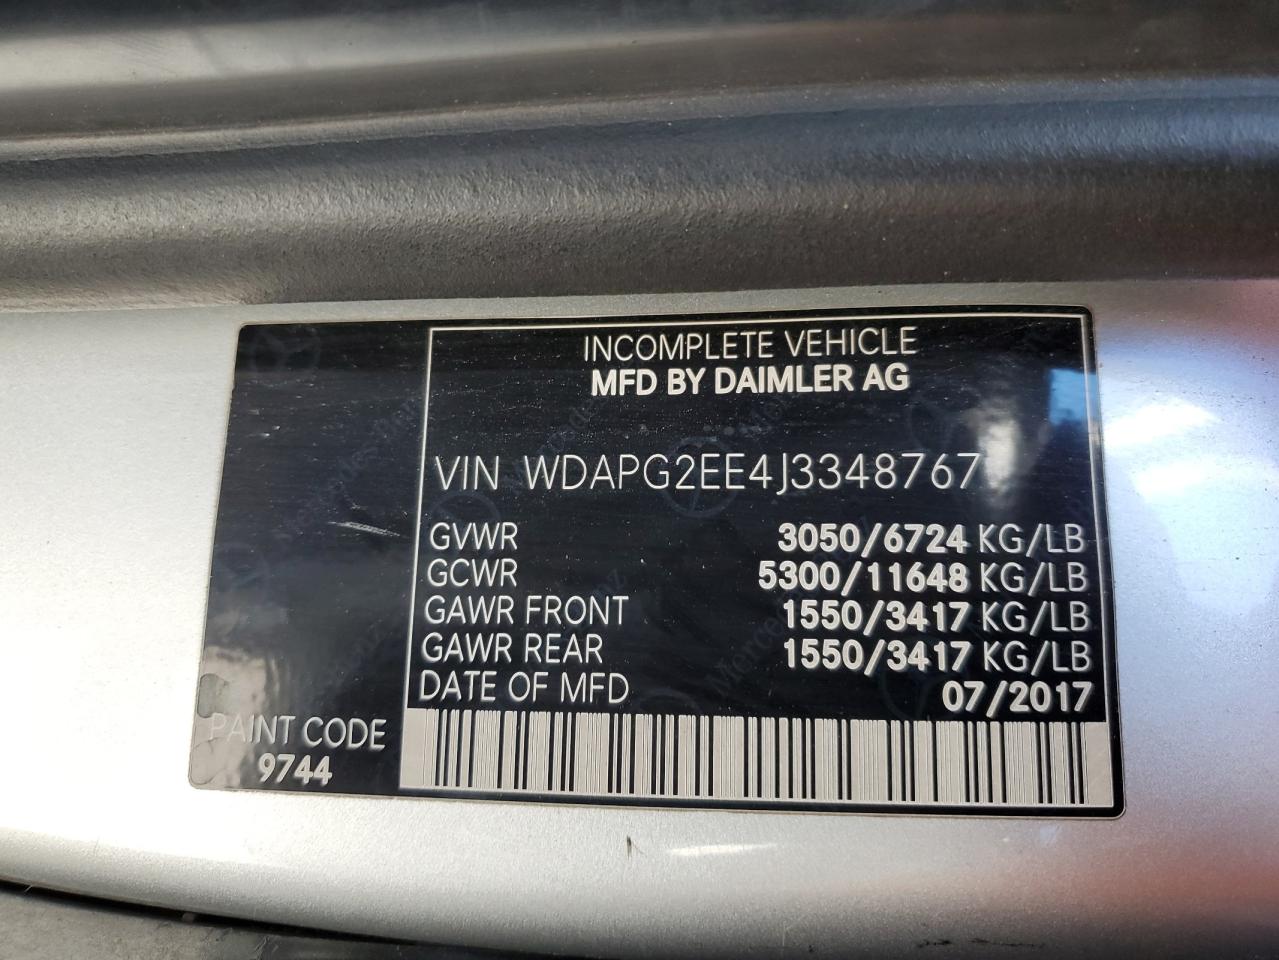 INCOMPLETE VEHICLE
MFD BY DAIMLER AG
VIN WDAPG2EE4J3348767
GVWR 3050/6724 KG/LB
GCWR 5300/11648 KG/LB
GAWR FRONT 1550/3417 KG/LB
GAWR REAR 1550/3417 KG/LB
DATE OF MFD 07/2017
PAINT CODE
9744